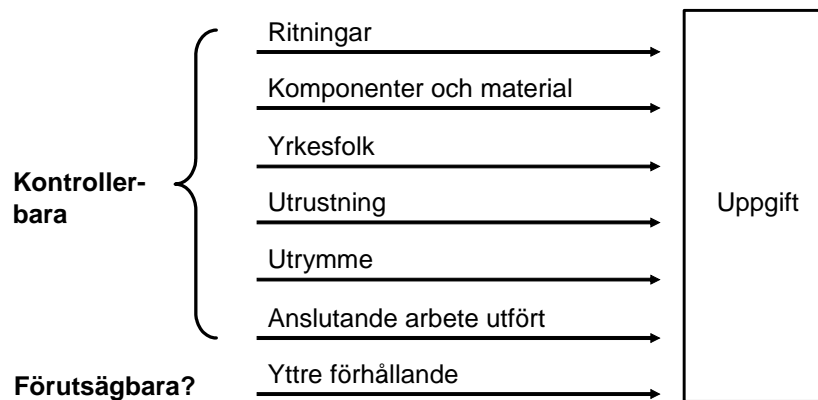 Ritningar
Komponenter och material
Yrkesfolk
Kontroller-
bara
Utrustning
Uppgift
Utrymme
Anslutande arbete utfört
Förutsägbara?
Yttre förhållande